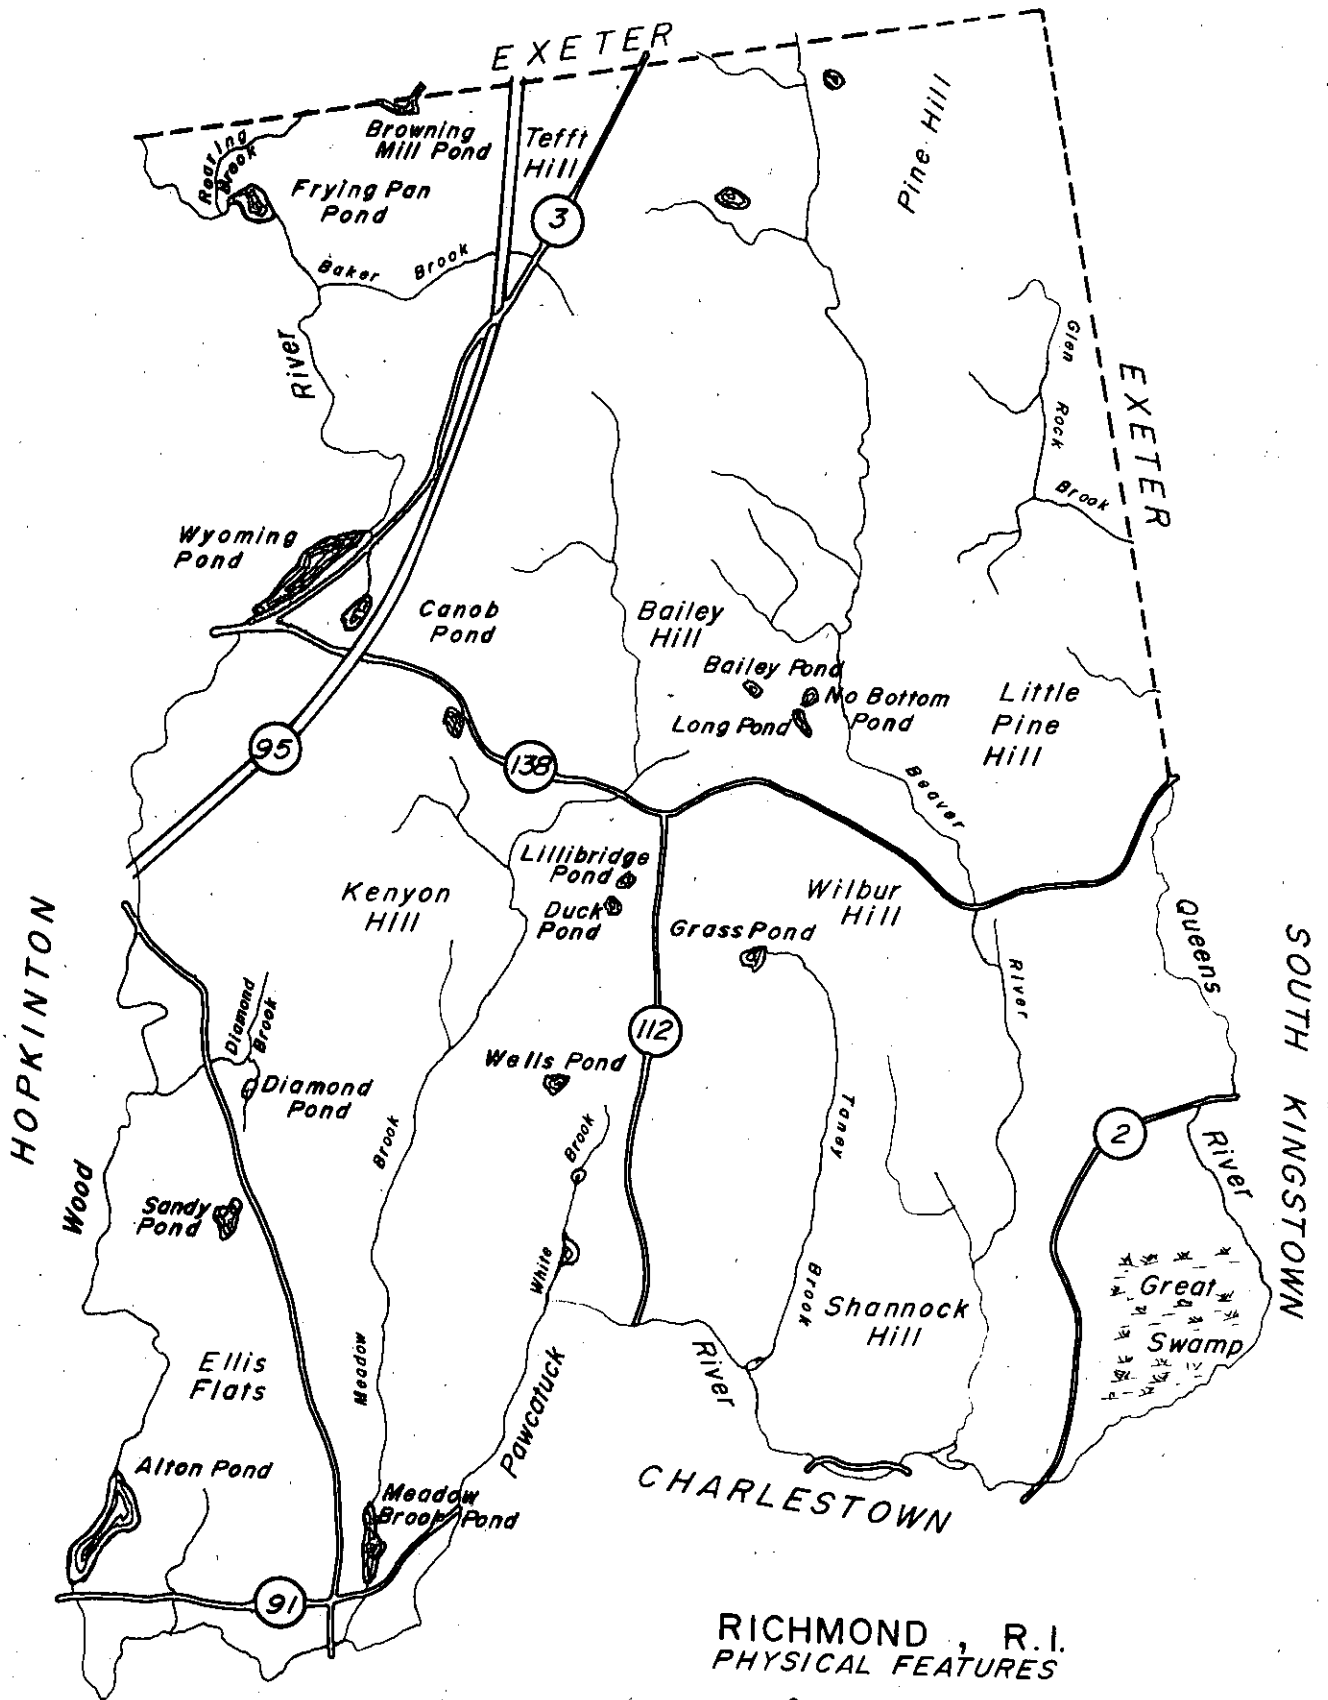 EXETER
Browning
Mill Pond
Tefft
Hill
Roaring
Brook
Frying Pan
Pond
3
Pine Hill
Baker Brook
River
Glen Rock Brook
EXETER
Wyoming
Pond
Canob
Pond
Bailey
Hill
Bailey Pond
No Bottom
Pond
Long Pond
Little
Pine
Hill
95
138
Beaver
River
Lillibridge
Pond
Duck
Pond
Kenyon
Hill
Wilbur
Hill
Grass Pond
HOPKINTON
Queens
River
SOUTH KINGSTOWN
Diamond
Brook
Diamond
Pond
112
Wells Pond
Taney
Brook
2
Wood
Sandy
Pond
Meadow
Brook
White
Brook
Great
Swamp
Shannock
Hill
Ellis
Flats
Pawcatuck
River
Alton Pond
Meadow
Brook Pond
CHARLESTOWN
91
RICHMOND , R.I.
PHYSICAL FEATURES